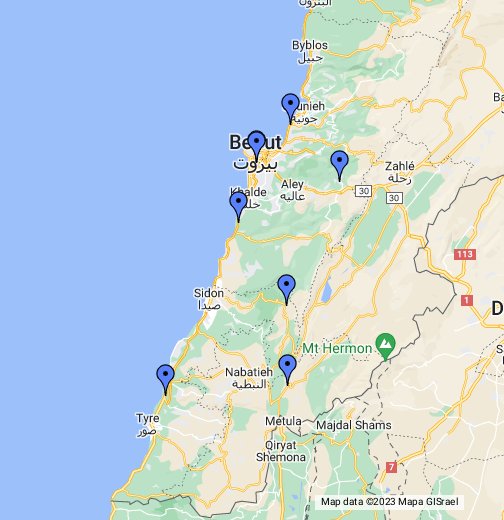 البترون
Byblos
جبيل
Jounieh
جونية
Beirut
بيروت
Aley
عاليه
Zahlé
زحلة
30
30
Khalde
113
1
Sidon
صيدا
D
Mt Hermon
Nabatieh
النبطية
Tyre
صور
Metula
Majdal Shams
Qiryat
Shemona
7
Map data ©2023 Mapa GISrael